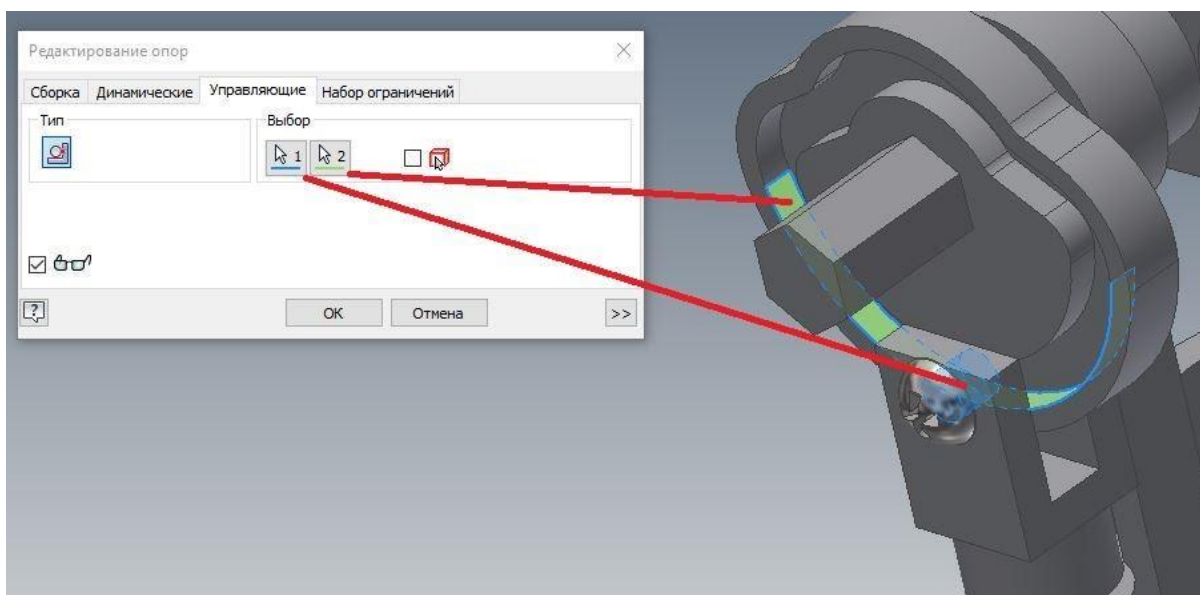 Редактирование опор
Сборка Динамические Управляющие Набор ограничений
Тип Выбор
1 2
?
OK Отмена >>